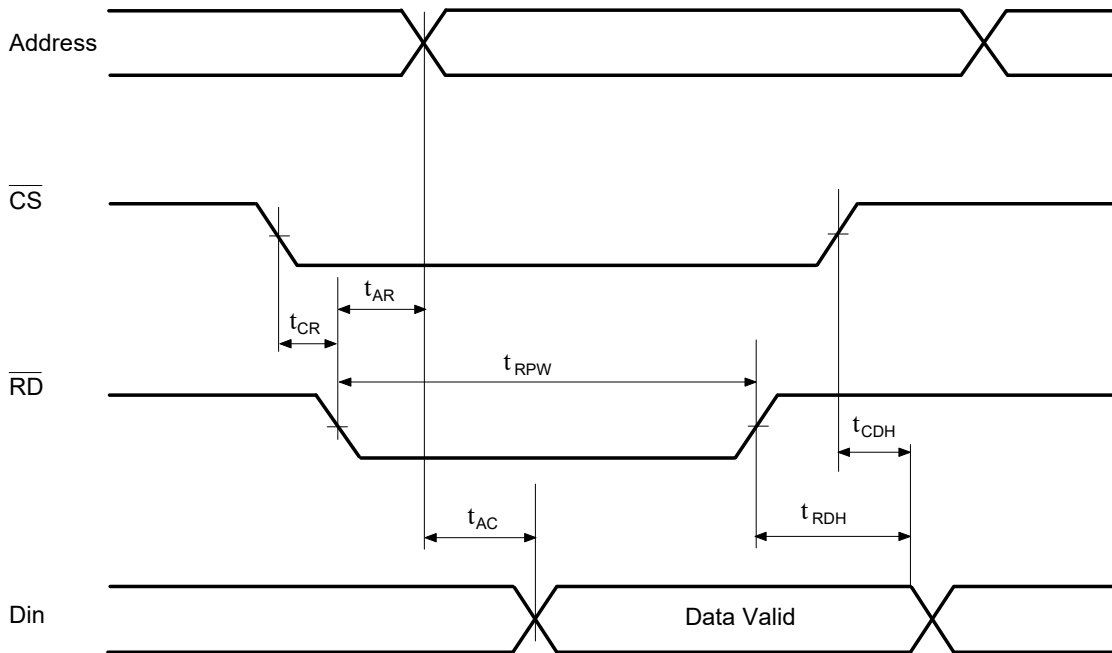 Address
CS
tAR
tCR
RD
tRPW
tCDH
tRDH
tAC
Din
Data Valid